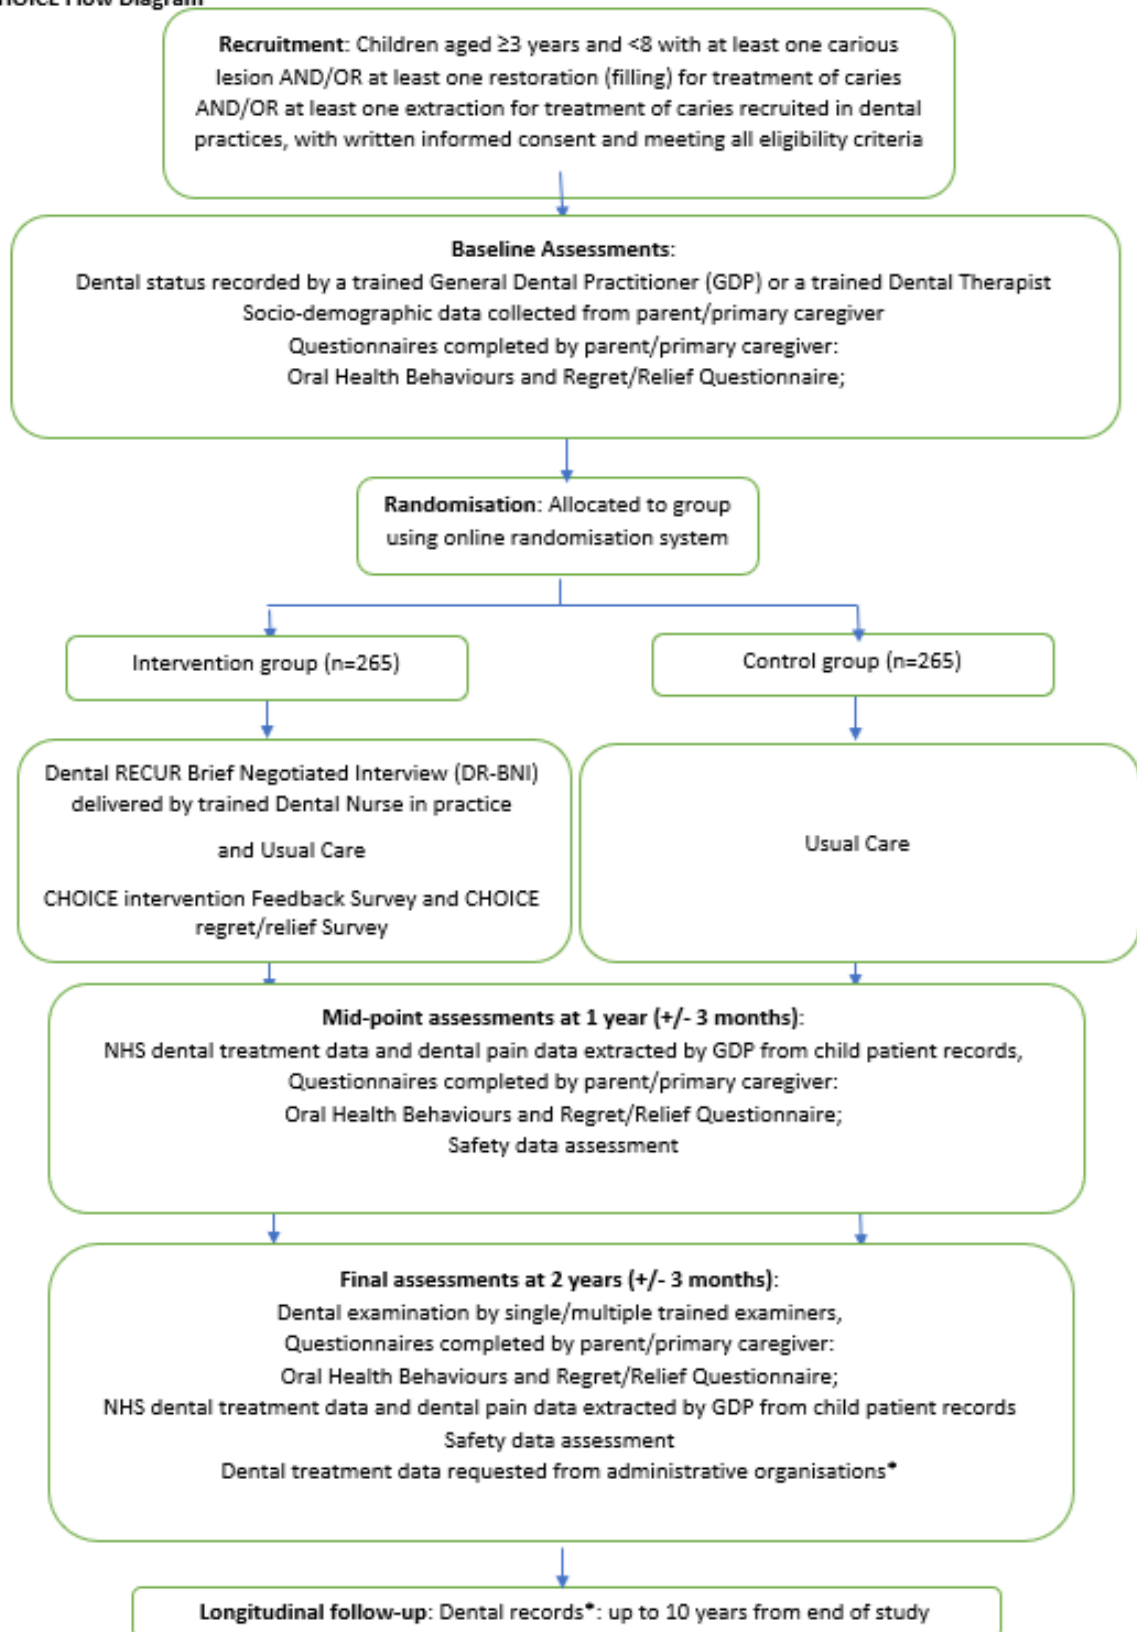 CHOICE Flow Diagram
Recruitment: Children aged ≥3 years and <8 with at least one carious
lesion AND/OR at least one restoration (filling) for treatment of caries
AND/OR at least one extraction for treatment of caries recruited in dental
practices, with written informed consent and meeting all eligibility criteria
Baseline Assessments:
Dental status recorded by a trained General Dental Practitioner (GDP) or a trained Dental Therapist
Socio-demographic data collected from parent/primary caregiver
Questionnaires completed by parent/primary caregiver:
Oral Health Behaviours and Regret/Relief Questionnaire;
Randomisation: Allocated to group
using online randomisation system
Intervention group (n=265)
Control group (n=265)
Dental RECUR Brief Negotiated Interview (DR-BNI)
delivered by trained Dental Nurse in practice
and Usual Care
CHOICE intervention Feedback Survey and CHOICE
regret/relief Survey
Usual Care
Mid-point assessments at 1 year (+/- 3 months):
NHS dental treatment data and dental pain data extracted by GDP from child patient records,
Questionnaires completed by parent/primary caregiver:
Oral Health Behaviours and Regret/Relief Questionnaire;
Safety data assessment
Final assessments at 2 years (+/- 3 months):
Dental examination by single/multiple trained examiners,
Questionnaires completed by parent/primary caregiver:
Oral Health Behaviours and Regret/Relief Questionnaire;
NHS dental treatment data and dental pain data extracted by GDP from child patient records
Safety data assessment
Dental treatment data requested from administrative organisations*
Longitudinal follow-up: Dental records*: up to 10 years from end of study